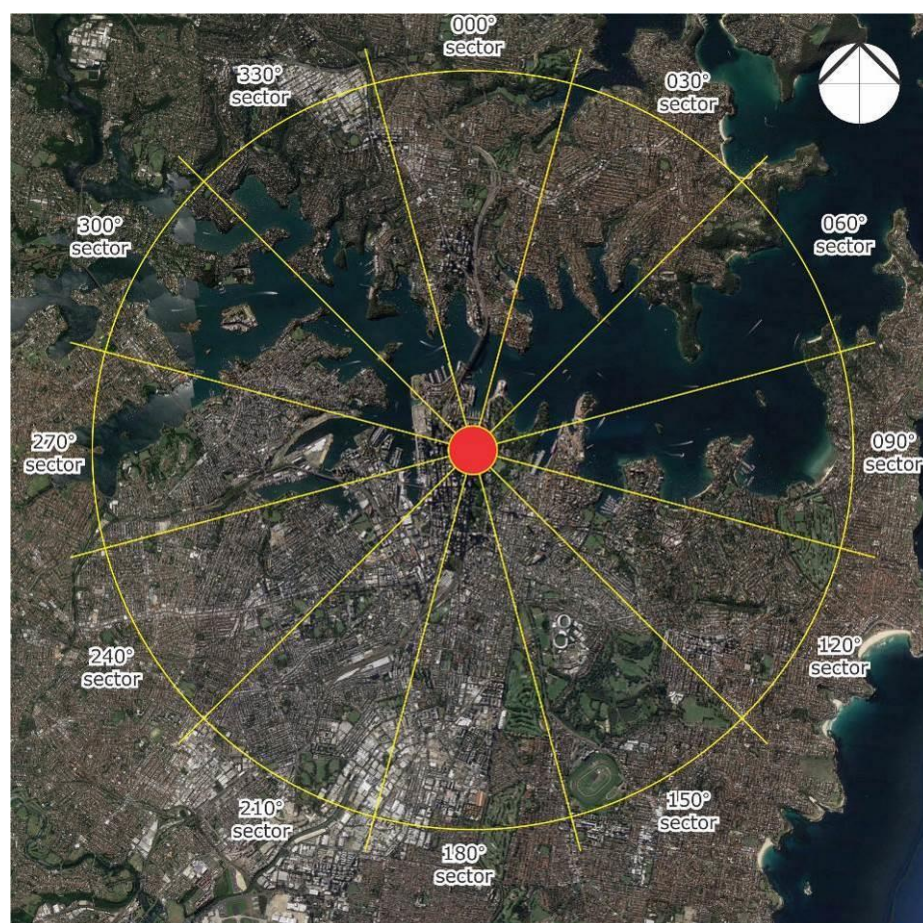 000°
sector
030°
sector
060°
sector
090°
sector
120°
sector
150°
sector
180°
sector
210°
sector
240°
sector
270°
sector
300°
sector
330°
sector